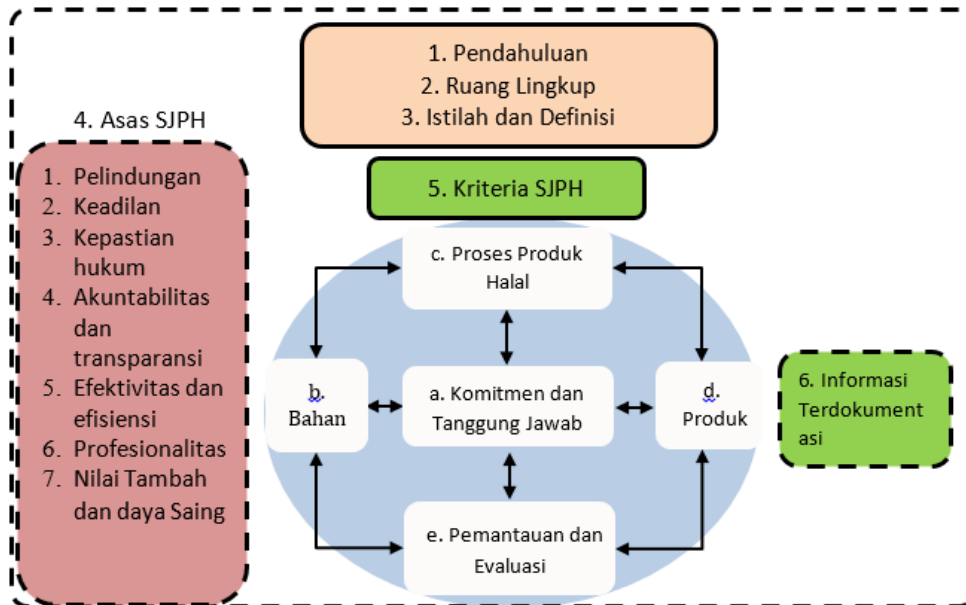 1. Pendahuluan
2. Ruang Lingkup
3. Istilah dan Definisi
4. Asas SJPH
1. Pelindungan
2. Keadilan
3. Kepastian
hukum
4. Akuntabilitas
dan
transparansi
5. Efektivitas dan
efisiensi
6. Profesionalitas
7. Nilai Tambah
dan daya Saing
5. Kriteria SJPH
c. Proses Produk
Halal
b.
Bahan
a. Komitmen dan
Tanggung Jawab
d.
Produk
e. Pemantauan dan
Evaluasi
6. Informasi
Terdokument
asi